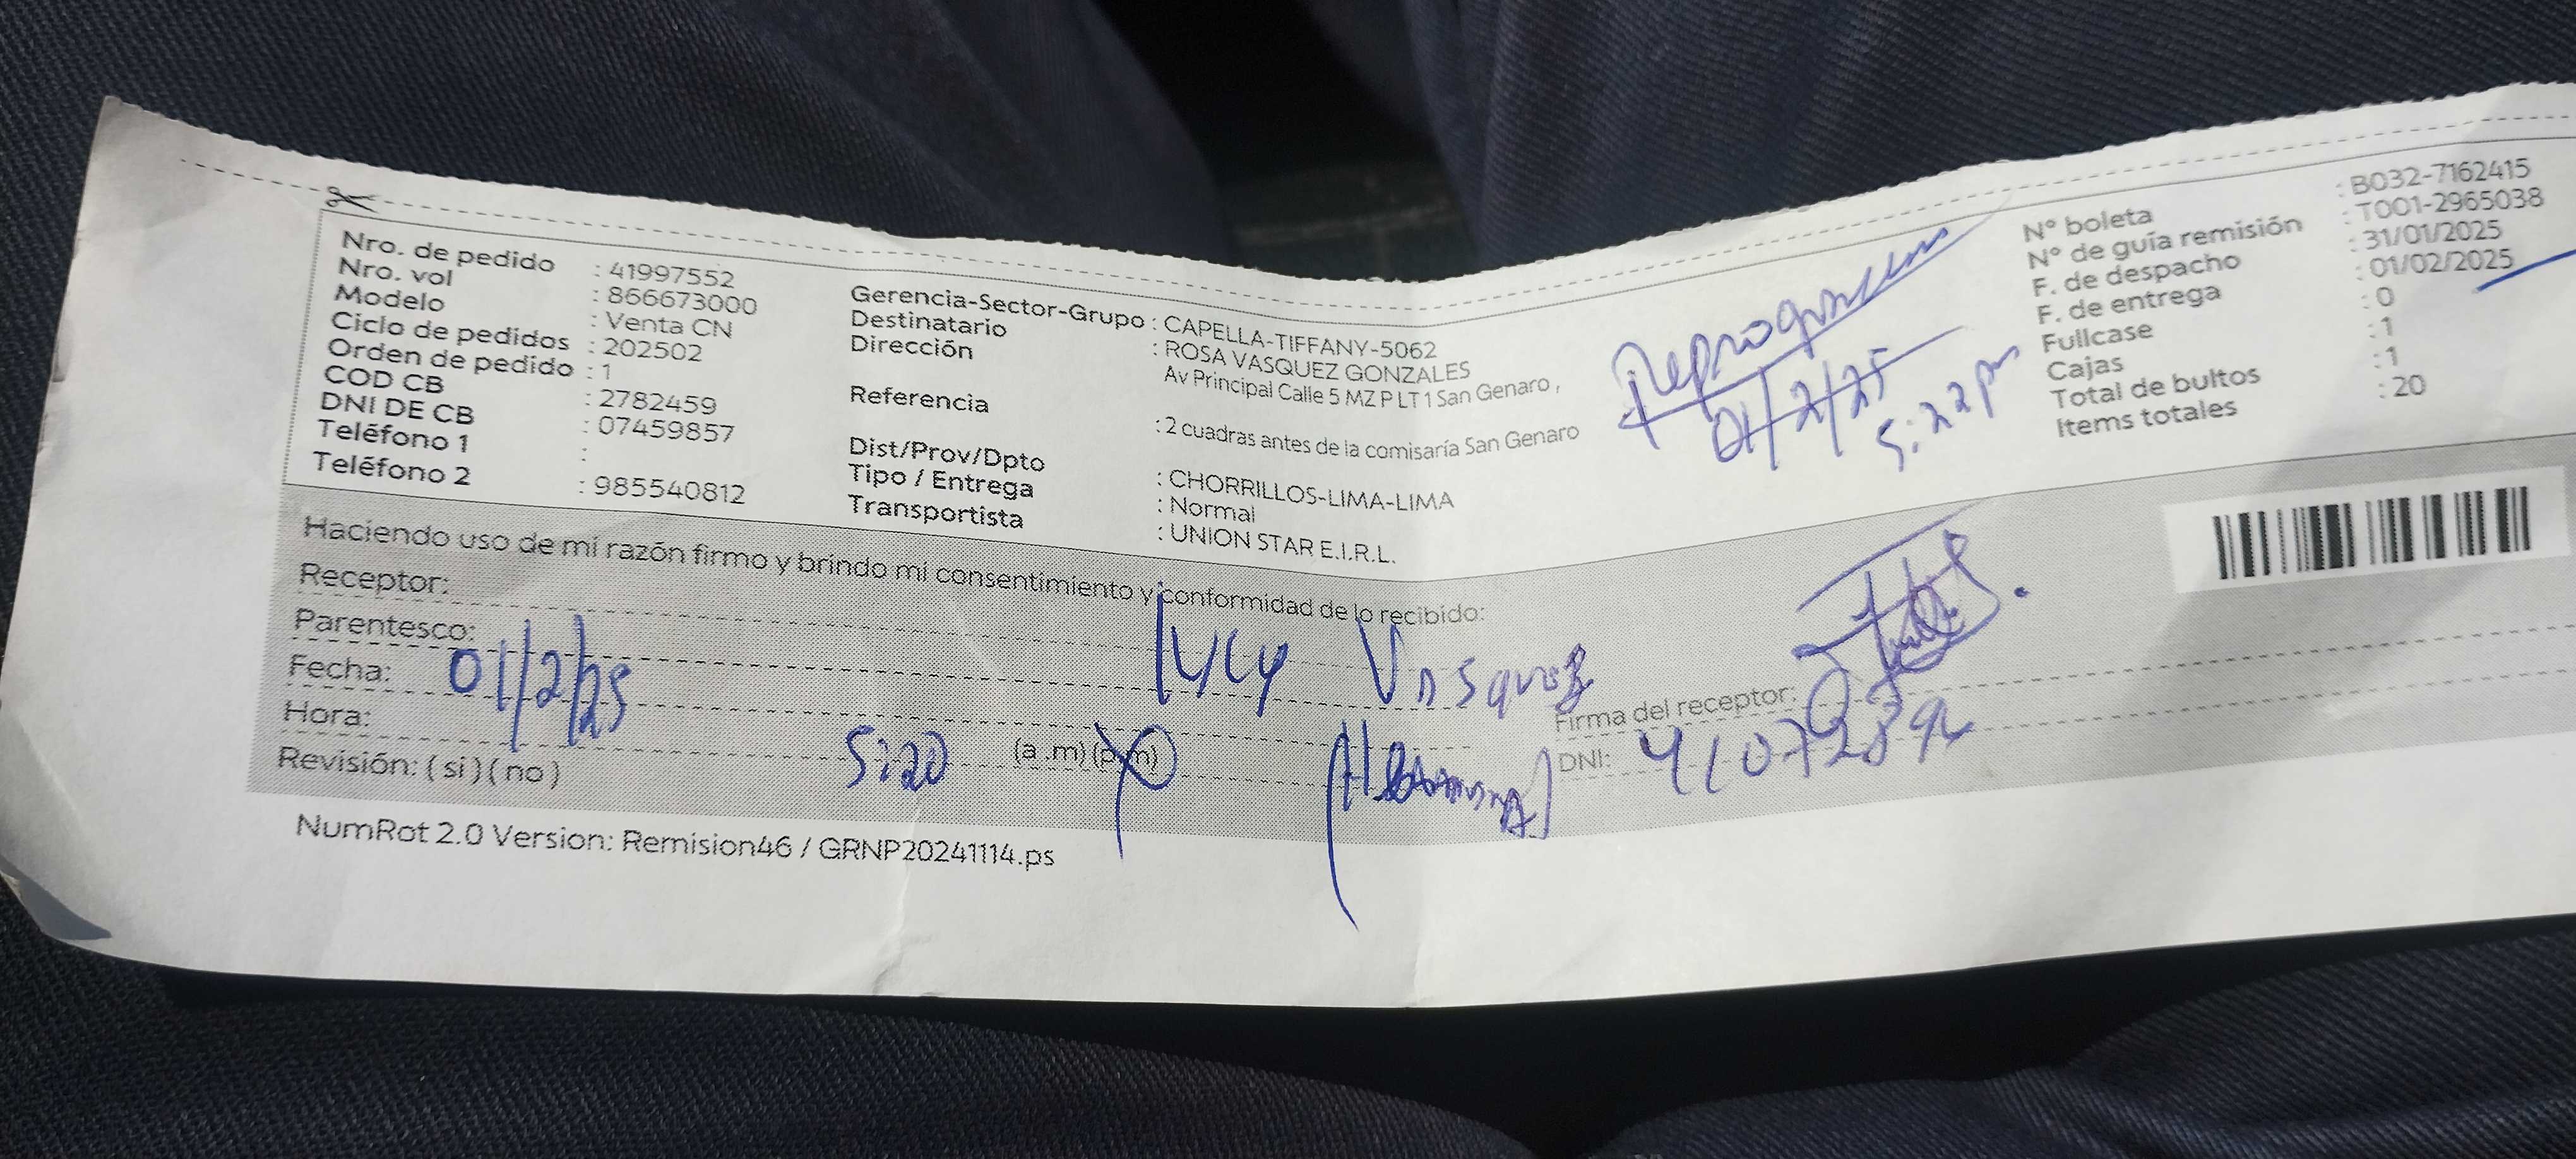 Nro. de pedido : 41997552
Nro. vol : 866673000
Modelo : Venta CN
Ciclo de pedidos : 202502
Orden de pedido : 1
COD CB : 2782459
DNI DE CB : 07459857
Teléfono 1 :
Teléfono 2 : 985540812
Gerencia-Sector-Grupo : CAPELLA-TIFFANY-5062
Destinatario : ROSA VASQUEZ GONZALES
Dirección Av Principal Calle 5 MZ P LT 1 San Genaro ,
Referencia : 2 cuadras antes de la comisaría San Genaro
Dist/Prov/Dpto : CHORRILLOS-LIMA-LIMA
Tipo / Entrega : Normal
Transportista : UNION STAR E.I.R.L.
01/2/25
5:22 pm
N° boleta : B032-7162415
N° de guía remisión : T001-2965038
F. de despacho : 31/01/2025
F. de entrega : 01/02/2025
Fullcase : 0
Cajas : 1
Total de bultos : 1
Items totales : 20
Haciendo uso de mi razón firmo y brindo mi consentimiento y conformidad de lo recibido:
Receptor: Lucy Vasquez
Parentesco:
Fecha: 01/2/25
Hora: 5:20 (a .m) (p.m)
Revisión: ( si ) ( no )
Firma del receptor:
DNI:
NumRot 2.0 Version: Remision46 / GRNP20241114.ps